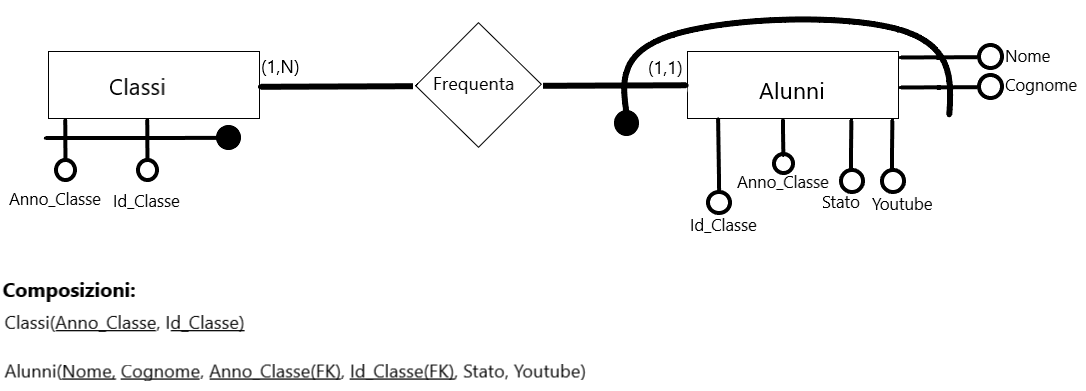 Classi
(1,N)
Frequenta
(1,1)
Alunni
Nome
Cognome
Anno_Classe
Id_Classe
Anno_Classe
Stato
Youtube
Id_Classe
Composizioni:
Classi(Anno_Classe, Id_Classe)
Alunni(Nome, Cognome, Anno_Classe(FK), Id_Classe(FK), Stato, Youtube)